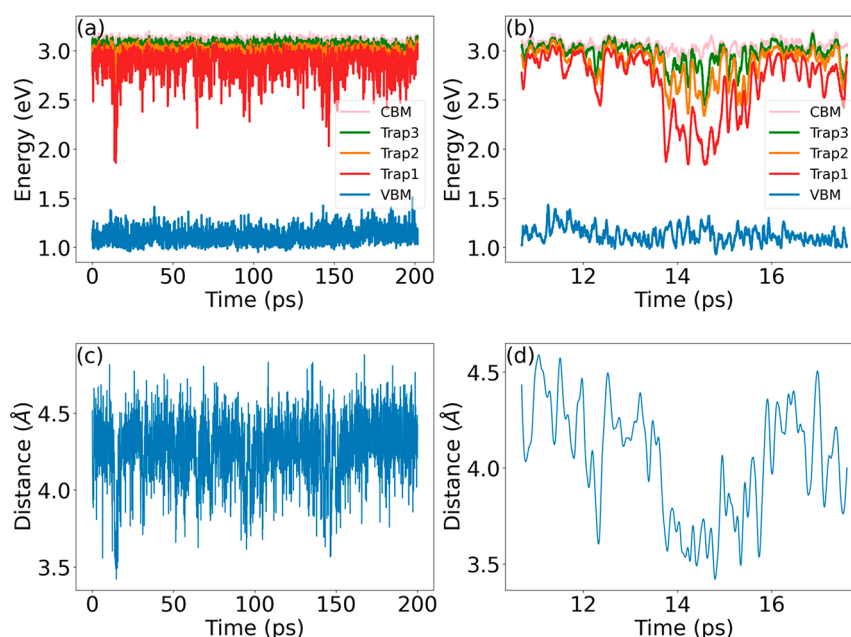 (a)
3.0
2.5
2.0
1.5
1.0
Energy (eV)
CBM
Trap3
Trap2
Trap1
VBM
0
50
100
150
200
Time (ps)
(b)
3.0
2.5
2.0
1.5
1.0
Energy (eV)
CBM
Trap3
Trap2
Trap1
VBM
12
14
16
Time (ps)
(c)
4.5
4.0
3.5
Distance (Å)
0
50
100
150
200
Time (ps)
(d)
4.5
4.0
3.5
Distance (Å)
12
14
16
Time (ps)